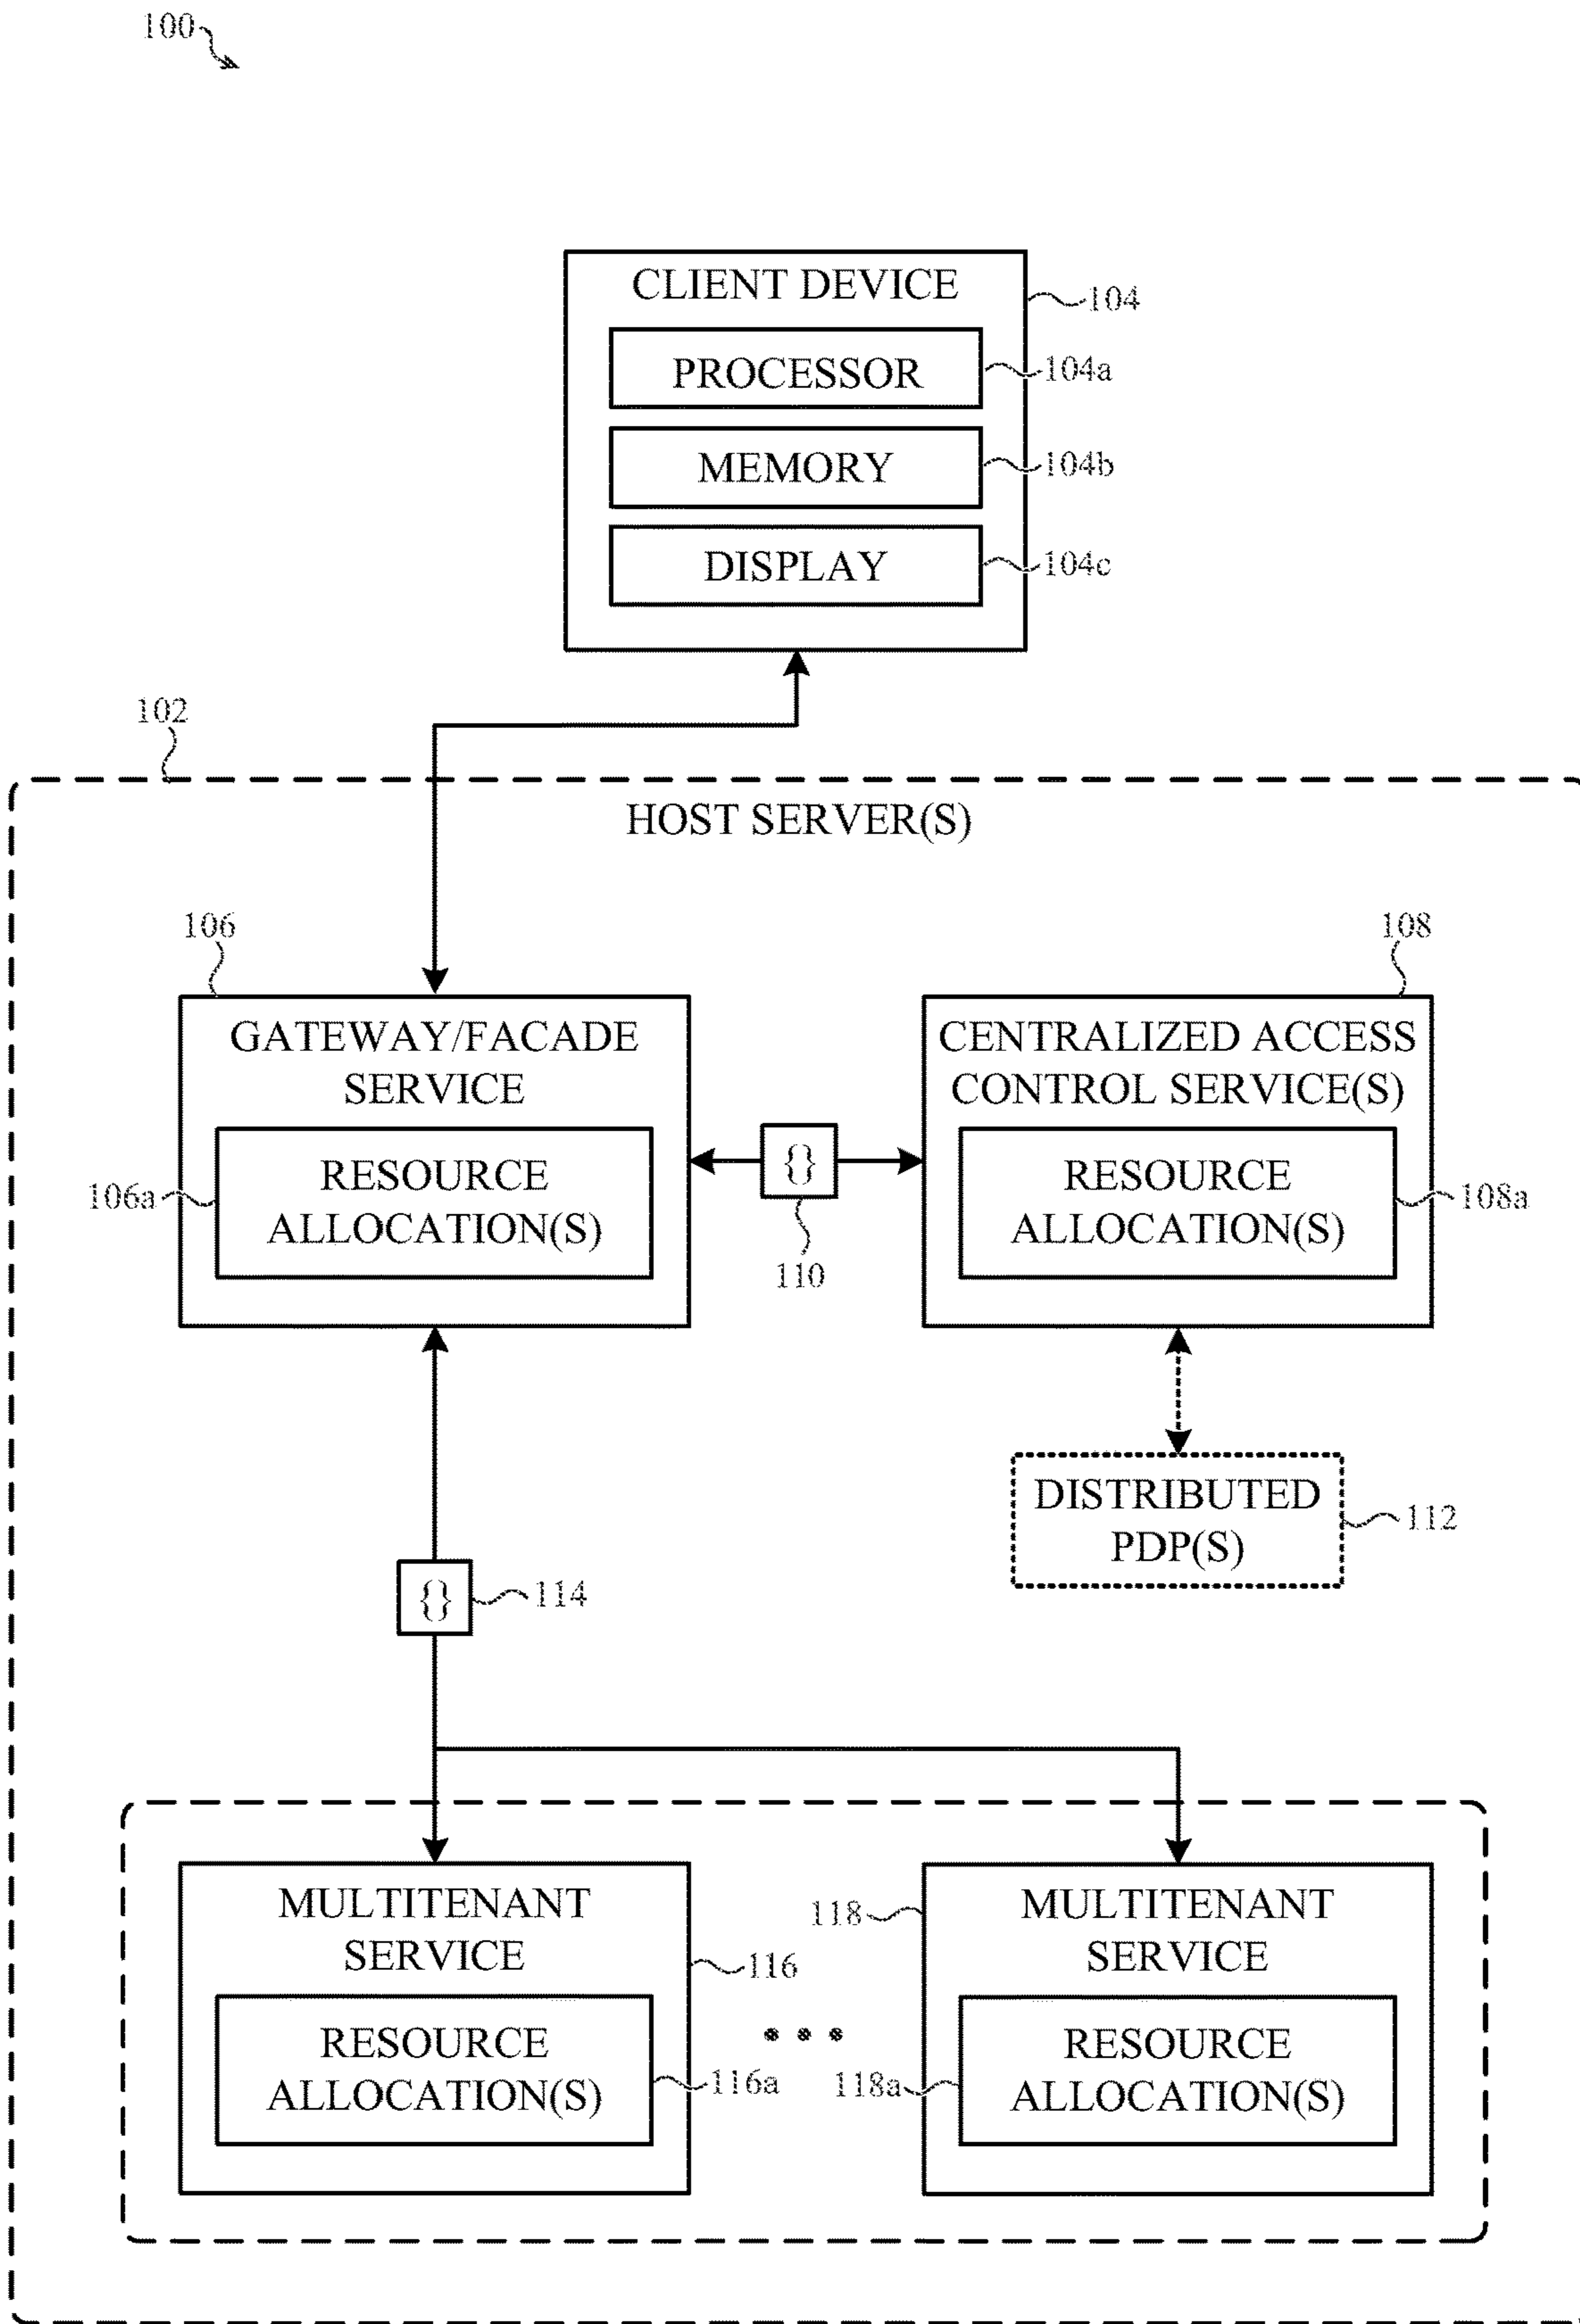 100
CLIENT DEVICE
104
PROCESSOR
104a
MEMORY
104b
DISPLAY
104c
102
HOST SERVER(S)
106
108
GATEWAY/FACADE
SERVICE
CENTRALIZED ACCESS
CONTROL SERVICE(S)
{}
110
RESOURCE
ALLOCATION(S)
106a
RESOURCE
ALLOCATION(S)
108a
DISTRIBUTED
PDP(S)
112
{}
114
MULTITENANT
SERVICE
116
118
MULTITENANT
SERVICE
RESOURCE
ALLOCATION(S)
116a
118a
RESOURCE
ALLOCATION(S)